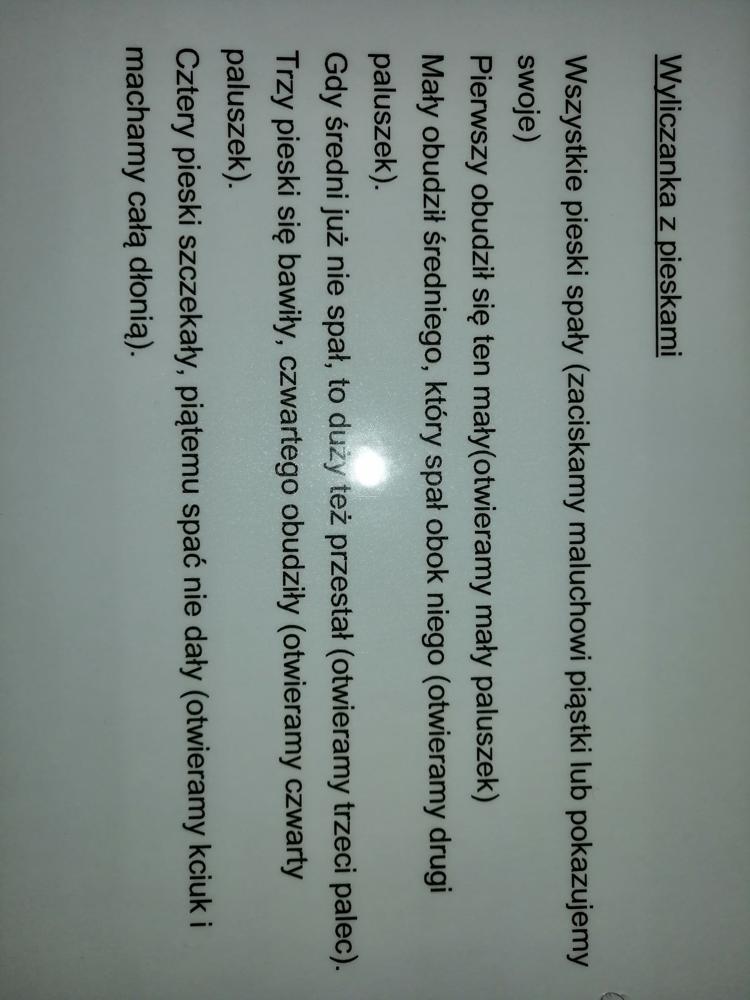 Wyliczanka z pieskami
Wszystkie pieski spały (zaciskamy maluchowi piąstki lub pokazujemy
swoje)
Pierwszy obudził się ten mały(otwieramy mały paluszek)
Mały obudził średniego, który spał obok niego (otwieramy drugi
paluszek).
Gdy średni już nie spał, to duży też przestał (otwieramy trzeci palec).
Trzy pieski się bawiły, czwartego obudziły (otwieramy czwarty
paluszek).
Cztery pieski szczekały, piątemu spać nie dały (otwieramy kciuk i
machamy całą dłonią).